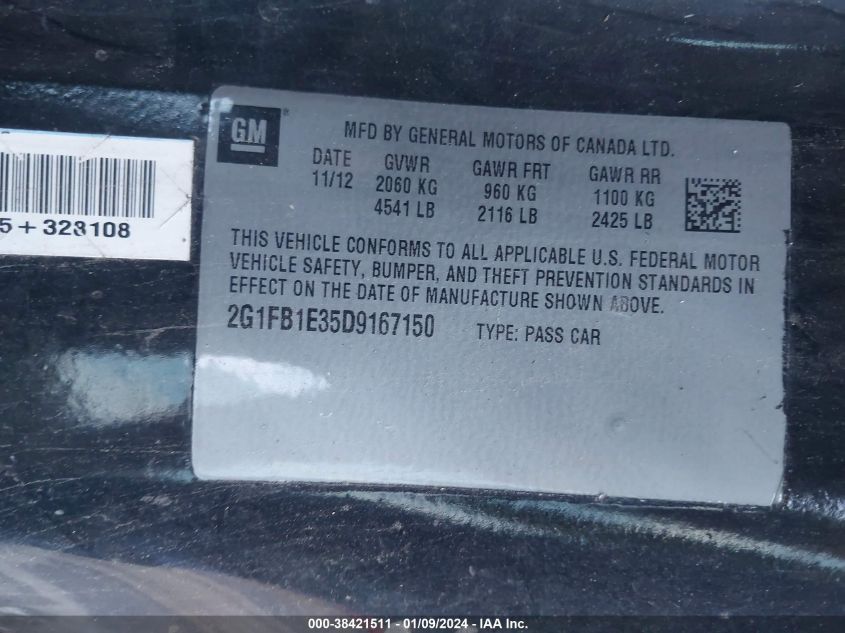 GM
MFD BY GENERAL MOTORS OF CANADA LTD.
DATE GVWR GAWR FRT GAWR RR
11/12 2060 KG 960 KG 1100 KG
4541 LB 2116 LB 2425 LB
5+328108
THIS VEHICLE CONFORMS TO ALL APPLICABLE U.S. FEDERAL MOTOR
VEHICLE SAFETY, BUMPER, AND THEFT PREVENTION STANDARDS IN
EFFECT ON THE DATE OF MANUFACTURE SHOWN ABOVE.
2G1FB1E35D9167150 TYPE: PASS CAR
000-38421511 - 01/09/2024 - IAA Inc.